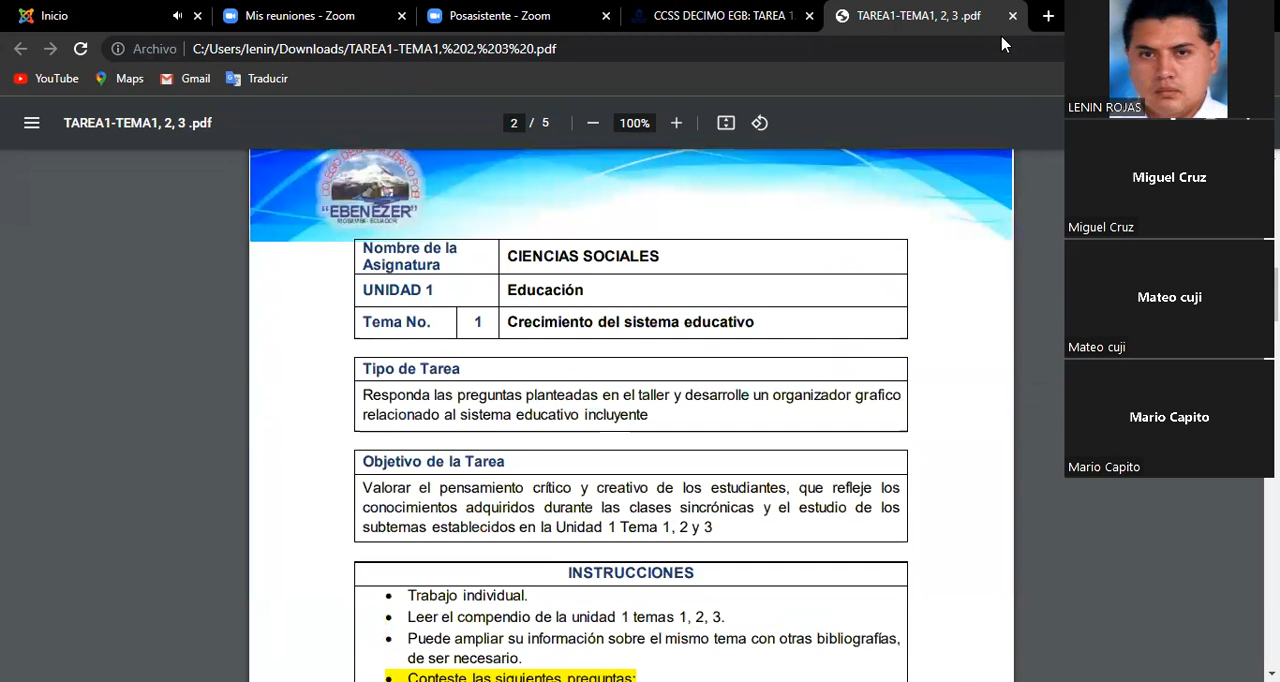 Inicio
Mis reuniones - Zoom
Posasistente - Zoom
CCSS DECIMO EGB: TAREA 1
TAREA1-TEMA1, 2, 3 .pdf
Archivo
C:/Users/lenin/Downloads/TAREA1-TEMA1,%202,%203%20.pdf
YouTube
Maps
Gmail
Traducir
TAREA1-TEMA1, 2, 3 .pdf
2 / 5
100%
"EBENEZER"
RIOBAMBA - ECUADOR
Nombre de la
Asignatura
CIENCIAS SOCIALES
UNIDAD 1
Educación
Tema No.
1
Crecimiento del sistema educativo
Tipo de Tarea
Responda las preguntas planteadas en el taller y desarrolle un organizador grafico
relacionado al sistema educativo incluyente
Objetivo de la Tarea
Valorar el pensamiento crítico y creativo de los estudiantes, que refleje los
conocimientos adquiridos durante las clases sincrónicas y el estudio de los
subtemas establecidos en la Unidad 1 Tema 1, 2 y 3
INSTRUCCIONES
• Trabajo individual.
• Leer el compendio de la unidad 1 temas 1, 2, 3.
• Puede ampliar su información sobre el mismo tema con otras bibliografías,
de ser necesario.
• Conteste las siguientes preguntas:
LENIN ROJAS
Miguel Cruz
Miguel Cruz
Mateo cuji
Mateo cuji
Mario Capito
Mario Capito